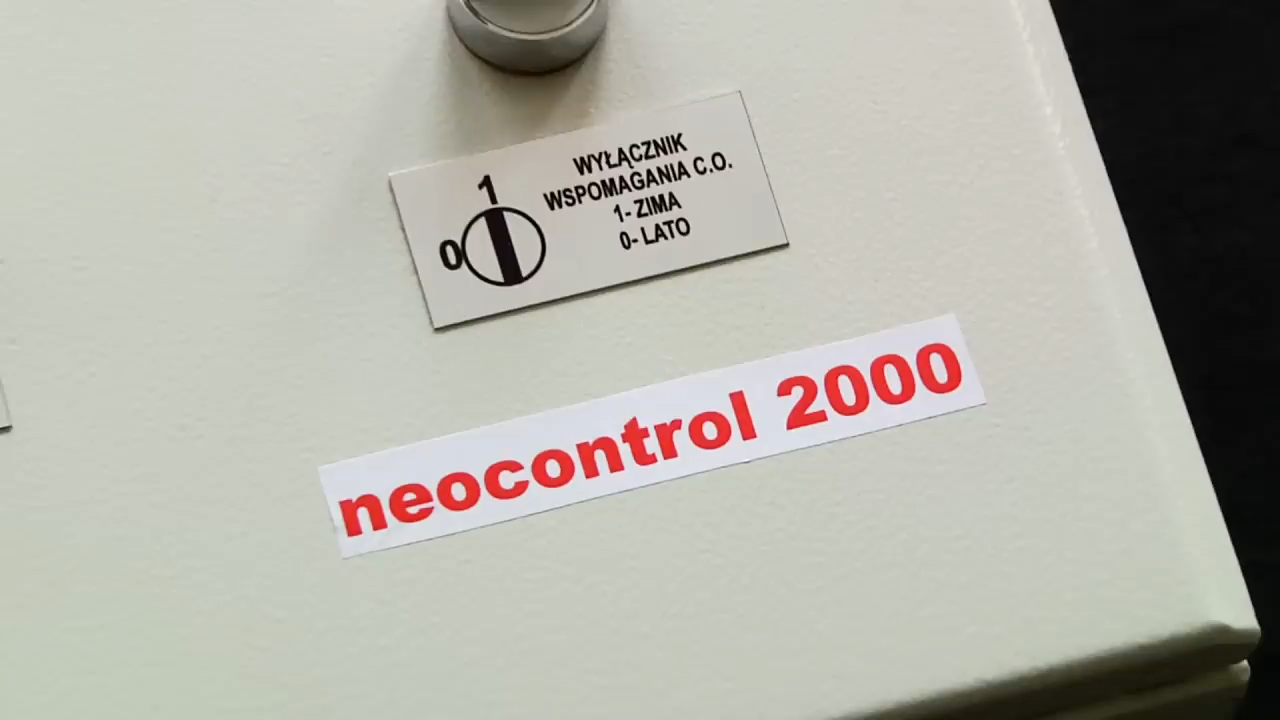 1
0
WYŁĄCZNIK
WSPOMAGANIA C.O.
1- ZIMA
0- LATO
neocontrol 2000